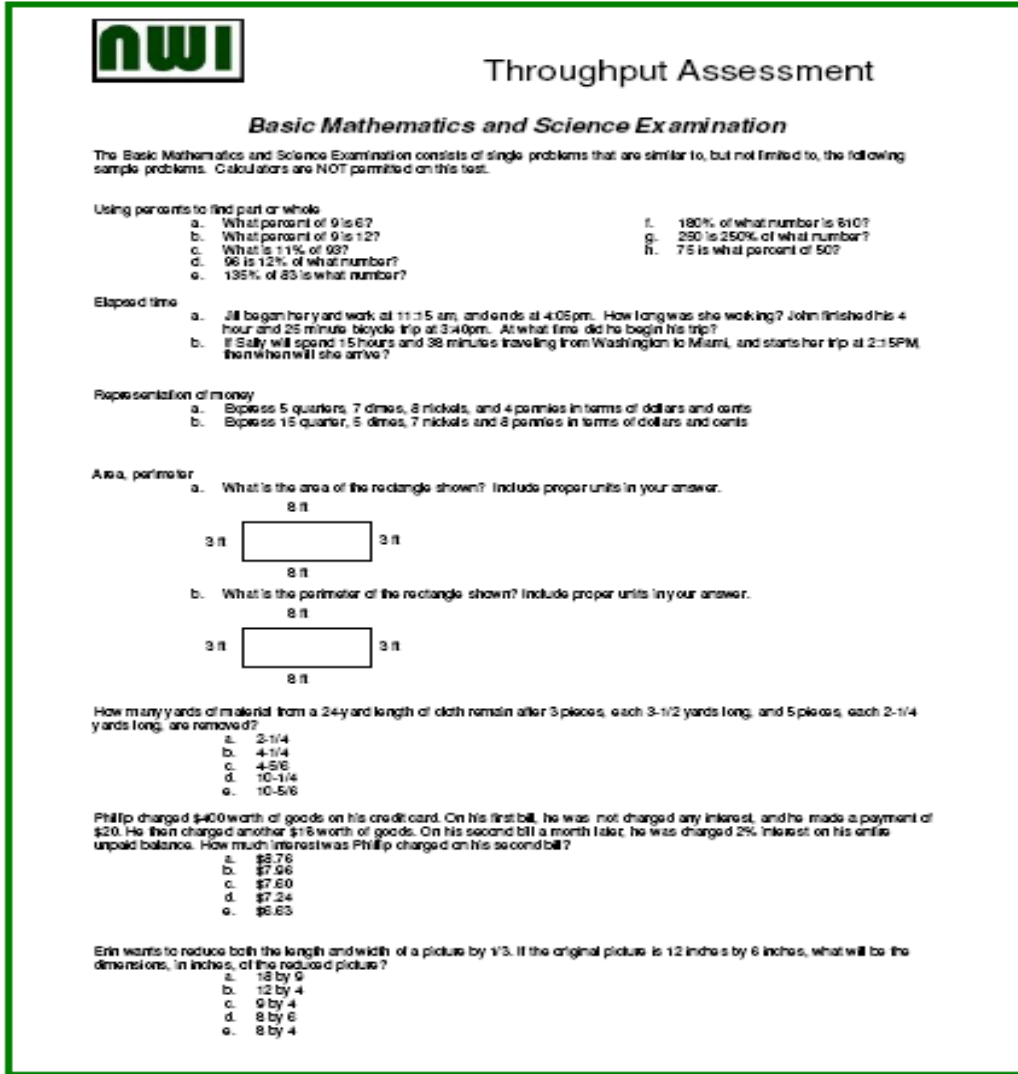 nwi
Throughput Assessment
Basic Mathematics and Science Examination
The Basic Mathematics and Science Examination consists of single problems that are similar to, but not limited to, the following
sample problems. Calculators are NOT permitted on this test.
Using percents to find part or whole
a. What percent of 9 is 6?
b. What percent of 9 is 12?
c. What is 11% of 93?
d. 96 is 12% of what number?
e. 135% of 83 is what number?
f. 180% of what number is 810?
g. 250 is 250% of what number?
h. 75 is what percent of 50?
Elapsed time
a. Jill began her yard work at 11:15 am, and ends at 4:05pm. How long was she working? John finished his 4
hour and 25 minute bicycle trip at 3:40pm. At what time did he begin his trip?
b. If Sally will spend 15 hours and 38 minutes traveling from Washington to Miami, and starts her trip at 2:15PM,
then when will she arrive?
Representation of money
a. Express 5 quarters, 7 dimes, 8 nickels, and 4 pennies in terms of dollars and cents
b. Express 15 quarter, 5 dimes, 7 nickels and 8 pennies in terms of dollars and cents
Area, perimeter
a. What is the area of the rectangle shown? Include proper units in your answer.
8 ft
3 ft 3 ft
8 ft
b. What is the perimeter of the rectangle shown? Include proper units in your answer.
8 ft
3 ft 3 ft
8 ft
How many yards of material from a 24-yard length of cloth remain after 3 pieces, each 3-1/2 yards long, and 5 pieces, each 2-1/4
yards long, are removed?
a. 2-1/4
b. 4-1/4
c. 4-5/6
d. 10-1/4
e. 10-5/6
Phillip charged $400 worth of goods on his credit card. On his first bill, he was not charged any interest, and he made a payment of
$20. He then charged another $18 worth of goods. On his second bill a month later, he was charged 2% interest on his entire
unpaid balance. How much interest was Phillip charged on his second bill?
a. $8.76
b. $7.96
c. $7.60
d. $7.24
e. $6.63
Erin wants to reduce both the length and width of a picture by 1/3. If the original picture is 12 inches by 6 inches, what will be the
dimensions, in inches, of the reduced picture?
a. 18 by 9
b. 12 by 4
c. 9 by 4
d. 8 by 6
e. 8 by 4